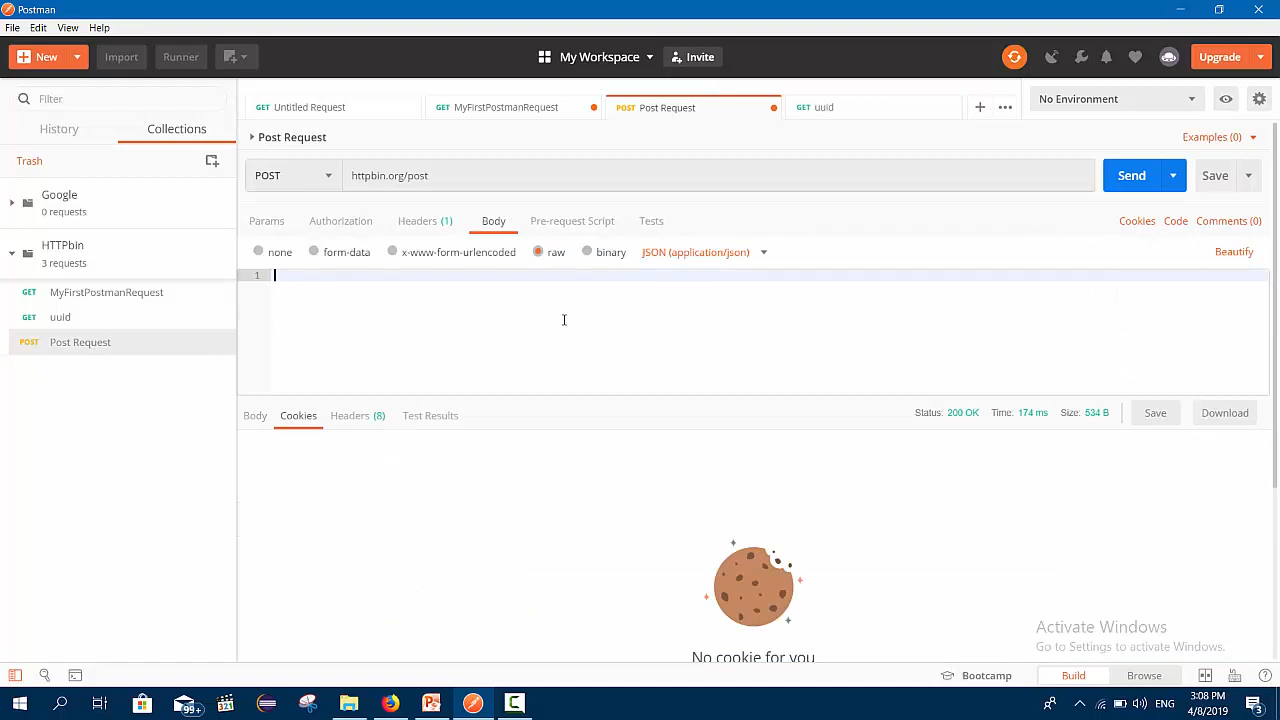 Postman
File Edit View Help
New Import Runner My Workspace Invite Upgrade
Filter
History Collections
Trash
Google
0 requests
HTTPbin
3 requests
GET MyFirstPostmanRequest
GET uuid
POST Post Request
GET Untitled Request GET MyFirstPostmanRequest POST Post Request GET uuid No Environment
Post Request Examples (0)
POST httpbin.org/post Send Save
Params Authorization Headers (1) Body Pre-request Script Tests Cookies Code Comments (0)
none form-data x-www-form-urlencoded raw binary JSON (application/json) Beautify
1
Body Cookies Headers (8) Test Results Status: 200 OK Time: 174 ms Size: 534 B Save Download
No cookie for you
Activate Windows
Go to Settings to activate Windows.
Bootcamp Build Browse
99+ 321 ENG 3:08 PM
4/8/2019 3